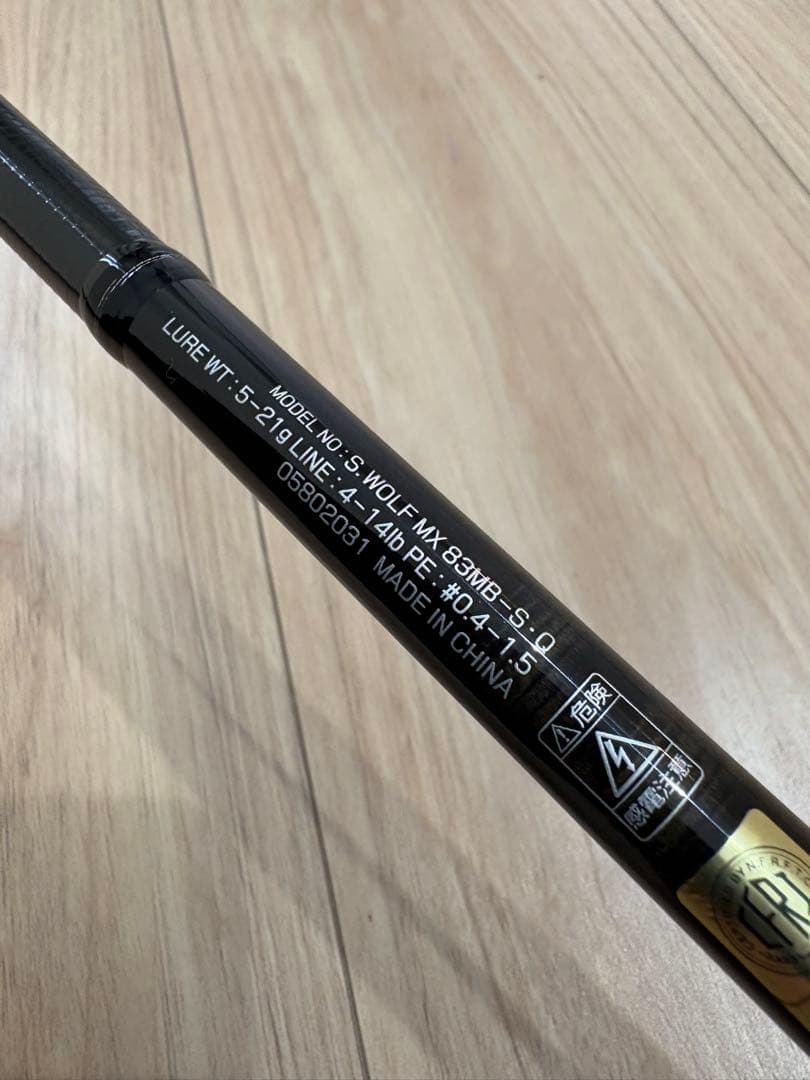 MODEL NO : S. WOLF MX 83MB-S・Q
LURE WT : 5-21g LINE : 4-14lb PE : #0.4-1.5
05802031 MADE IN CHINA
危険
感電注意